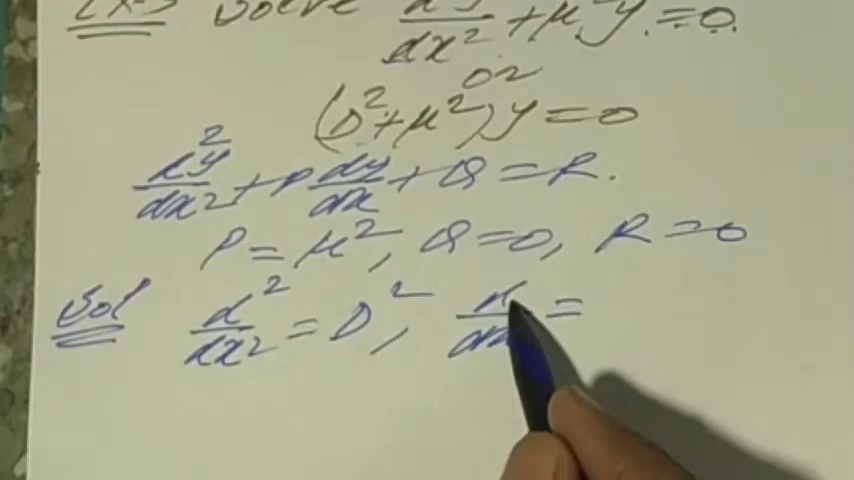 Ex-3 Solve d²y/dx² + μ²y = 0.
or
(D² + μ²)y = 0
d²y/dx² + P dy/dx + Q = R.
P = μ², Q = 0, R = 0
Sol d²/dx² = D², d/dx =